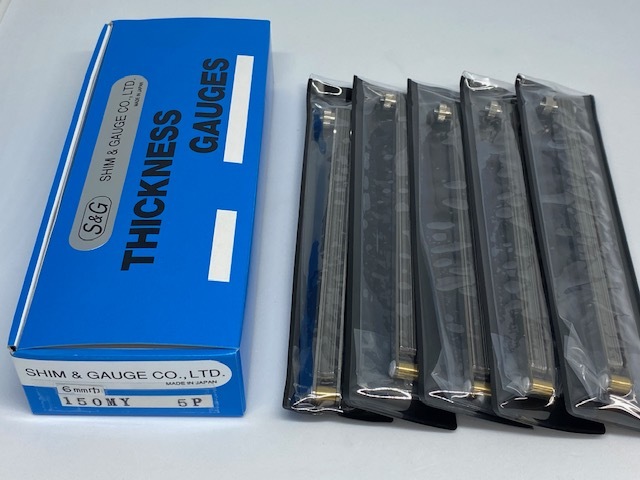 S&G SHIM & GAUGE CO.,LTD.
MADE IN JAPAN
THICKNESS
GAUGES
SHIM & GAUGE CO.,LTD.
MADE IN JAPAN
6mm巾
150MY 5P